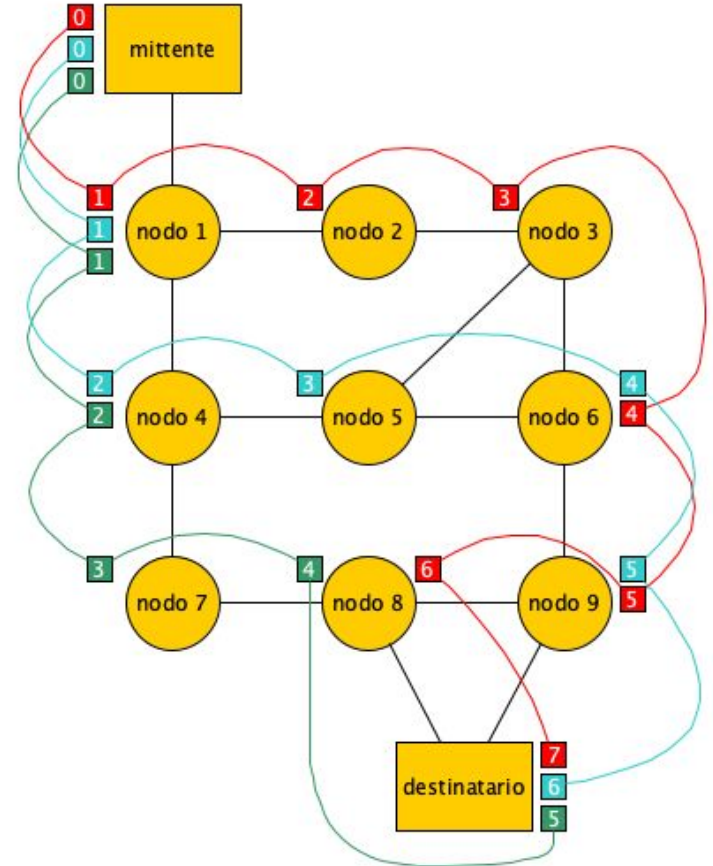 0
mittente
0
0
1
2
3
1
nodo 1
nodo 2
nodo 3
1
2
3
4
2
nodo 4
nodo 5
nodo 6
4
3
4
6
5
nodo 7
nodo 8
nodo 9
5
7
destinatario
6
5